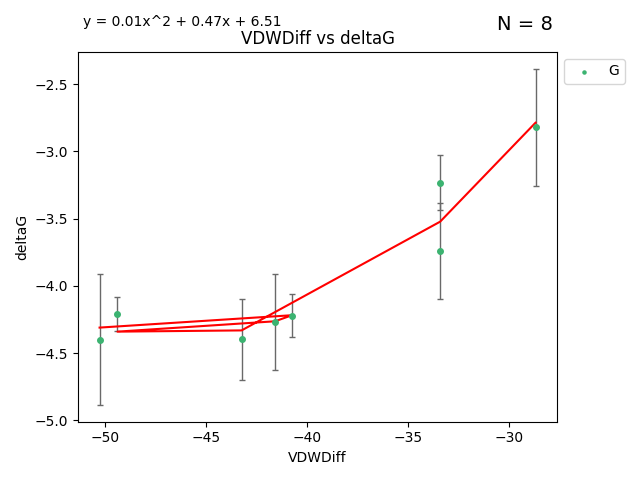 y = 0.01x^2 + 0.47x + 6.51
N = 8
VDWDiff vs deltaG
G
−2.5
−3.0
−3.5
−4.0
−4.5
−5.0
deltaG
−50
−45
−40
−35
−30
VDWDiff